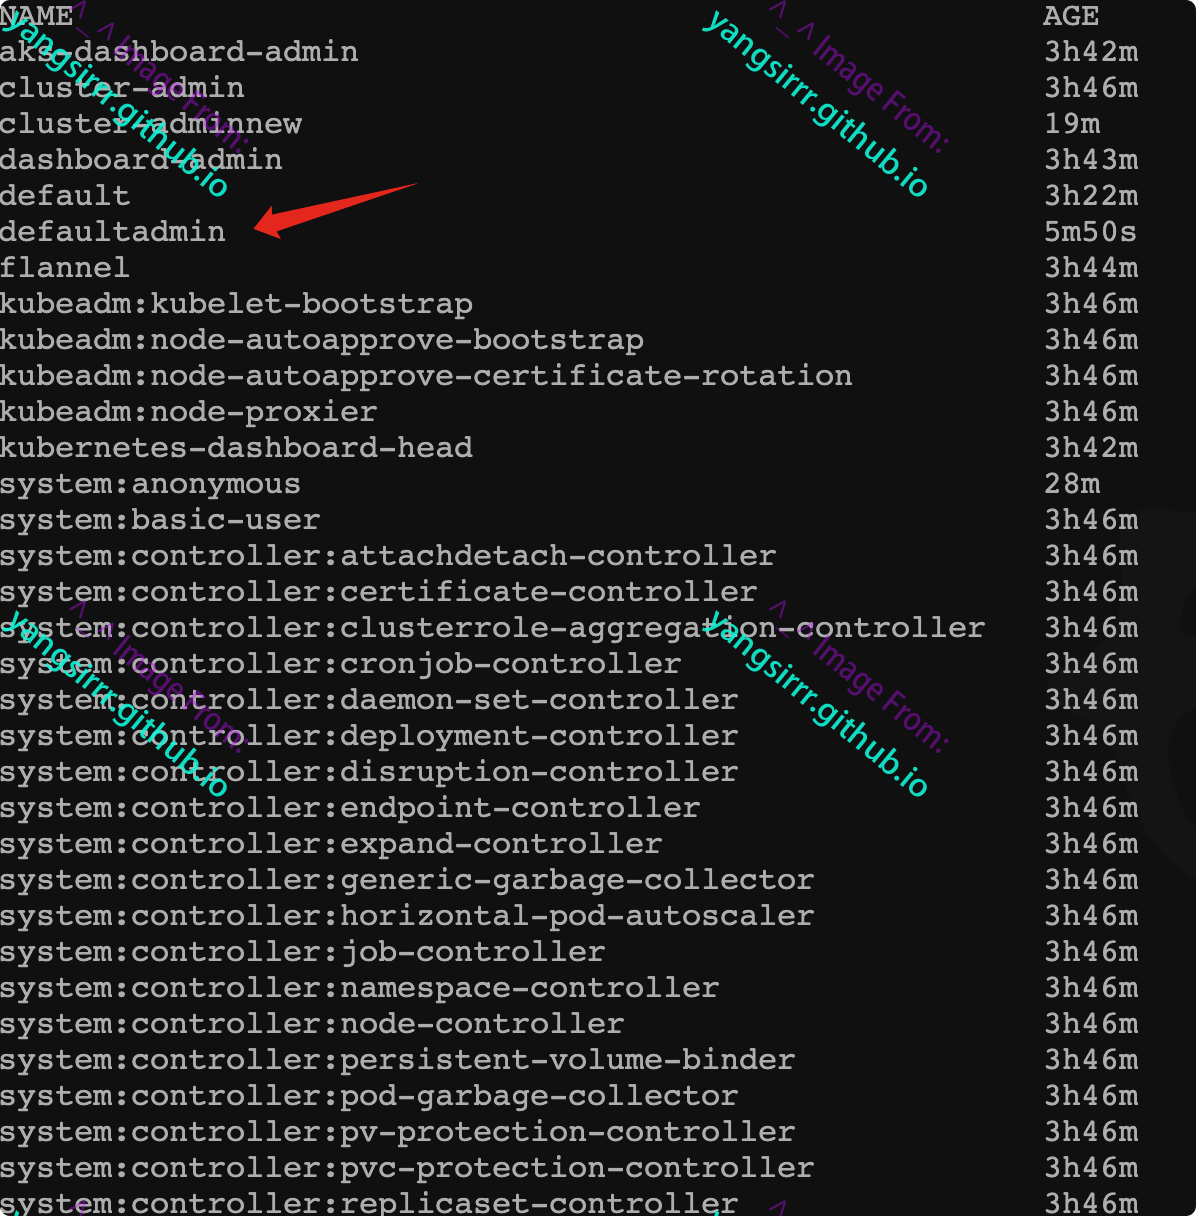 NAME AGE
aks-dashboard-admin 3h42m
cluster-admin 3h46m
cluster-adminnew 19m
dashboard-admin 3h43m
default 3h22m
defaultadmin 5m50s
flannel 3h44m
kubeadm:kubelet-bootstrap 3h46m
kubeadm:node-autoapprove-bootstrap 3h46m
kubeadm:node-autoapprove-certificate-rotation 3h46m
kubeadm:node-proxier 3h46m
kubernetes-dashboard-head 3h42m
system:anonymous 28m
system:basic-user 3h46m
system:controller:attachdetach-controller 3h46m
system:controller:certificate-controller 3h46m
system:controller:clusterrole-aggregation-controller 3h46m
system:controller:cronjob-controller 3h46m
system:controller:daemon-set-controller 3h46m
system:controller:deployment-controller 3h46m
system:controller:disruption-controller 3h46m
system:controller:endpoint-controller 3h46m
system:controller:expand-controller 3h46m
system:controller:generic-garbage-collector 3h46m
system:controller:horizontal-pod-autoscaler 3h46m
system:controller:job-controller 3h46m
system:controller:namespace-controller 3h46m
system:controller:node-controller 3h46m
system:controller:persistent-volume-binder 3h46m
system:controller:pod-garbage-collector 3h46m
system:controller:pv-protection-controller 3h46m
system:controller:pvc-protection-controller 3h46m
system:controller:replicaset-controller 3h46m
^_^ Image From:
yangsirrr.github.io
^_^ Image From:
yangsirrr.github.io
^_^ Image From:
yangsirrr.github.io
^_^ Image From:
yangsirrr.github.io